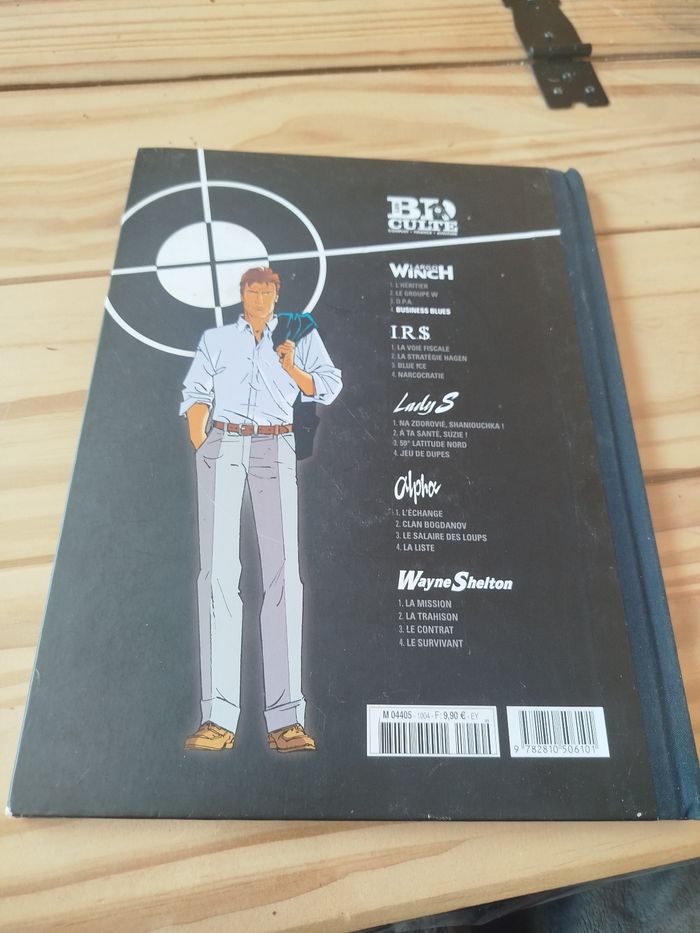 BD
CULTE
COMPLOT • FINANCE • AVENTURE
LARGO
WINCH
1. L'HÉRITIER
2. LE GROUPE W
3. O.P.A.
4. BUSINESS BLUES
I.R.$.
1. LA VOIE FISCALE
2. LA STRATÉGIE HAGEN
3. BLUE ICE
4. NARCOCRATIE
Lady S
1. NA ZDOROVIÉ, SHANIOUCHKA !
2. À TA SANTÉ, SUZIE !
3. 59° LATITUDE NORD
4. JEU DE DUPES
alpha
1. L'ÉCHANGE
2. CLAN BOGDANOV
3. LE SALAIRE DES LOUPS
4. LA LISTE
Wayne Shelton
1. LA MISSION
2. LA TRAHISON
3. LE CONTRAT
4. LE SURVIVANT
M 04405 - 1004 - F: 9,90 € - EY
9 782810 506101